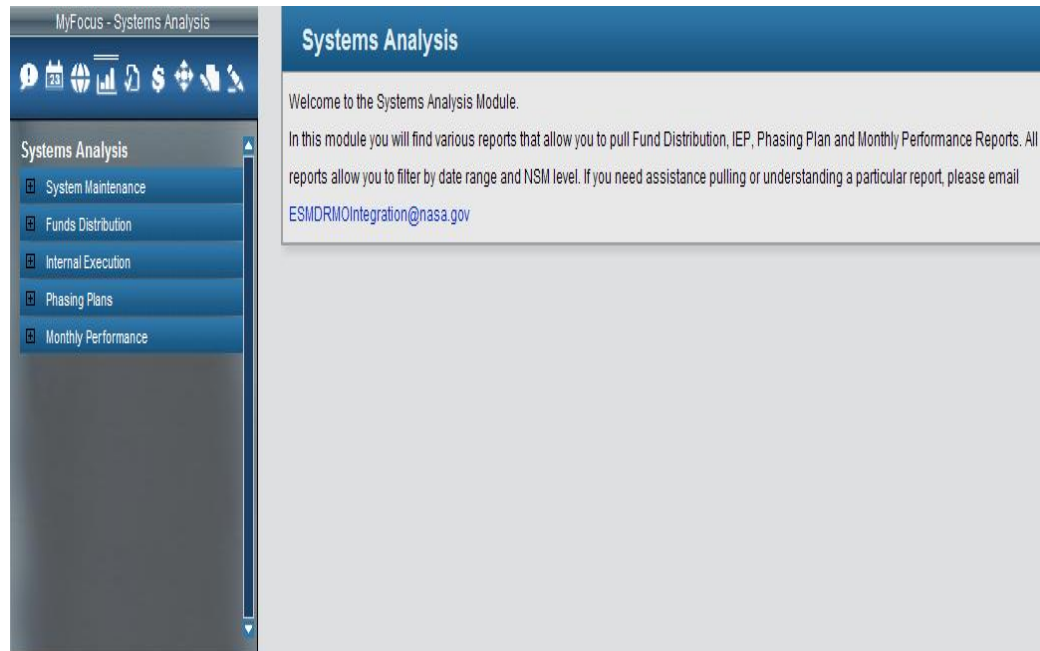 MyFocus - Systems Analysis
23
$
Systems Analysis
System Maintenance
Funds Distribution
Internal Execution
Phasing Plans
Monthly Performance
Systems Analysis
Welcome to the Systems Analysis Module.
In this module you will find various reports that allow you to pull Fund Distribution, IEP, Phasing Plan and Monthly Performance Reports. All
reports allow you to filter by date range and NSM level. If you need assistance pulling or understanding a particular report, please email
ESMDRMOIntegration@nasa.gov